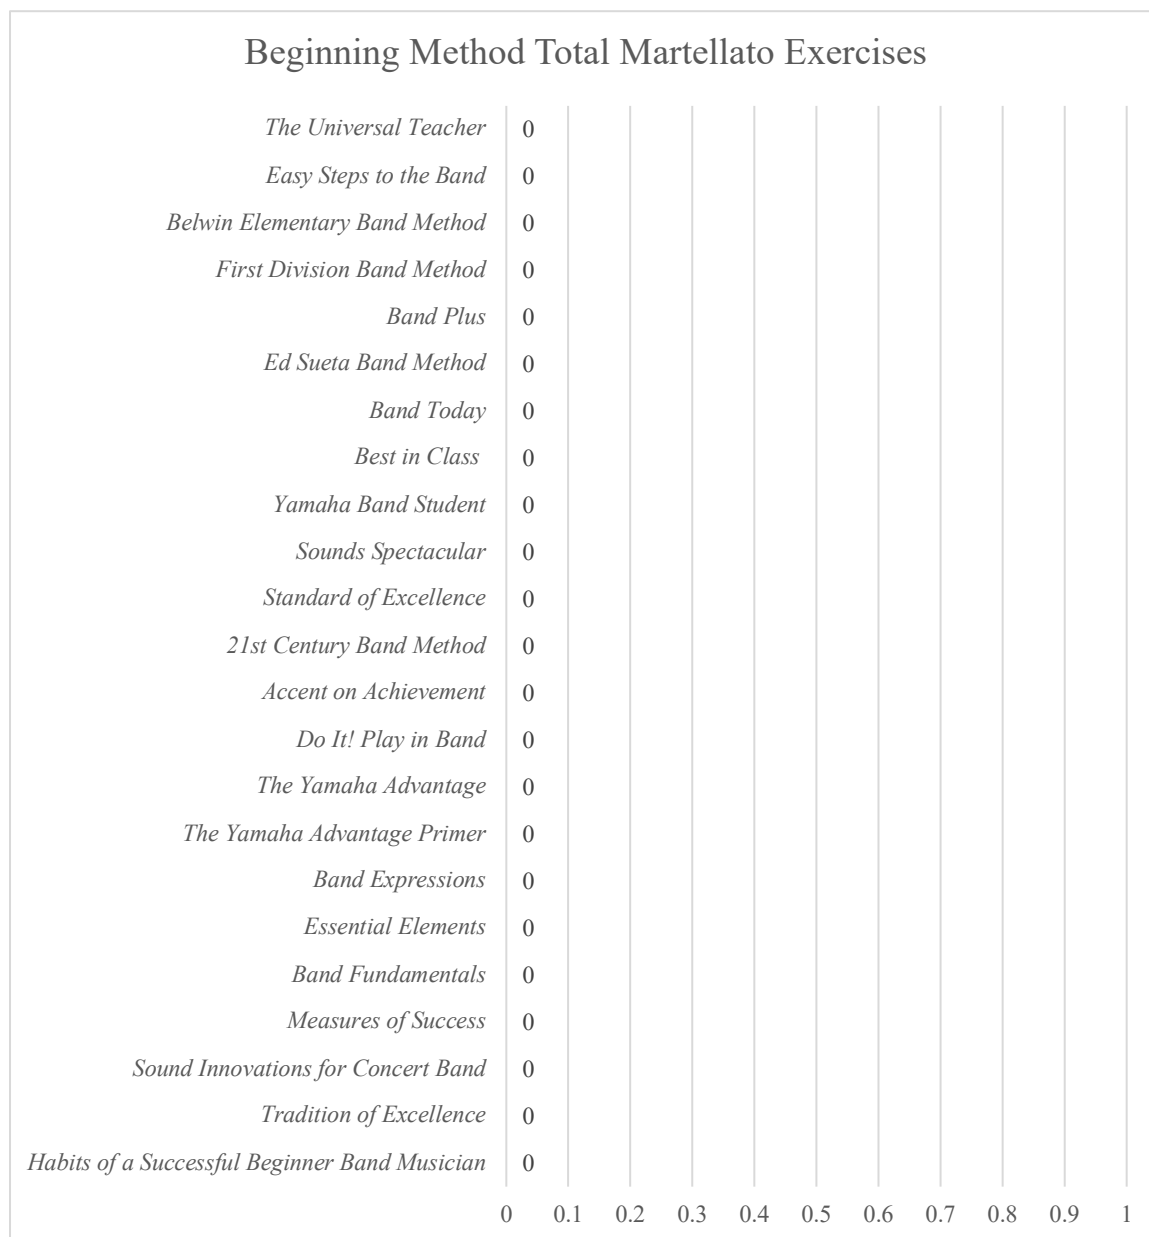 Beginning Method Total Martellato Exercises
The Universal Teacher 0
Easy Steps to the Band 0
Belwin Elementary Band Method 0
First Division Band Method 0
Band Plus 0
Ed Sueta Band Method 0
Band Today 0
Best in Class 0
Yamaha Band Student 0
Sounds Spectacular 0
Standard of Excellence 0
21st Century Band Method 0
Accent on Achievement 0
Do It! Play in Band 0
The Yamaha Advantage 0
The Yamaha Advantage Primer 0
Band Expressions 0
Essential Elements 0
Band Fundamentals 0
Measures of Success 0
Sound Innovations for Concert Band 0
Tradition of Excellence 0
Habits of a Successful Beginner Band Musician 0
0 0.1 0.2 0.3 0.4 0.5 0.6 0.7 0.8 0.9 1